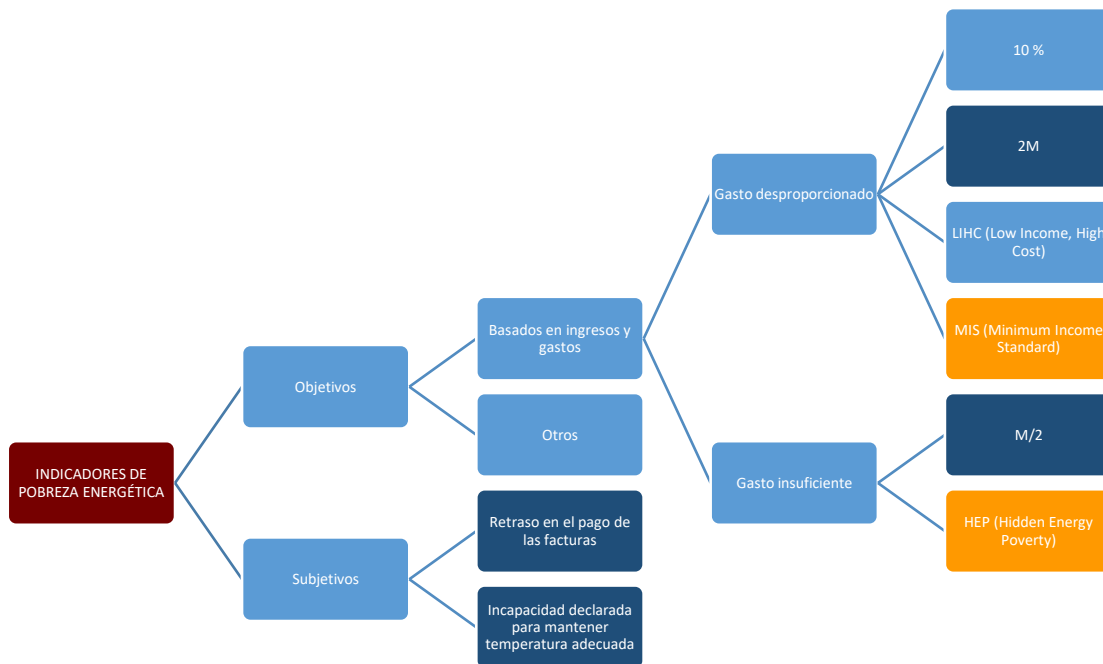 10 %
2M
Gasto desproporcionado
LIHC (Low Income, High
Cost)
Basados en ingresos y
gastos
MIS (Minimum Income
Standard)
Objetivos
Otros
M/2
INDICADORES DE
POBREZA ENERGÉTICA
Gasto insuficiente
Retraso en el pago de
las facturas
HEP (Hidden Energy
Poverty)
Subjetivos
Incapacidad declarada
para mantener
temperatura adecuada